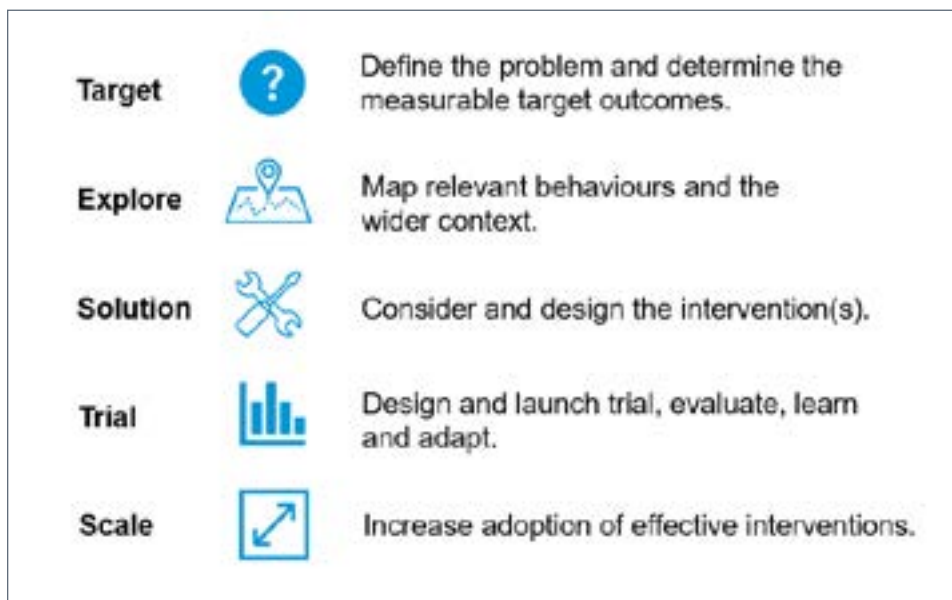 Target
?
Define the problem and determine the
measurable target outcomes.
Explore
Map relevant behaviours and the
wider context.
Solution
Consider and design the intervention(s).
Trial
Design and launch trial, evaluate, learn
and adapt.
Scale
Increase adoption of effective interventions.